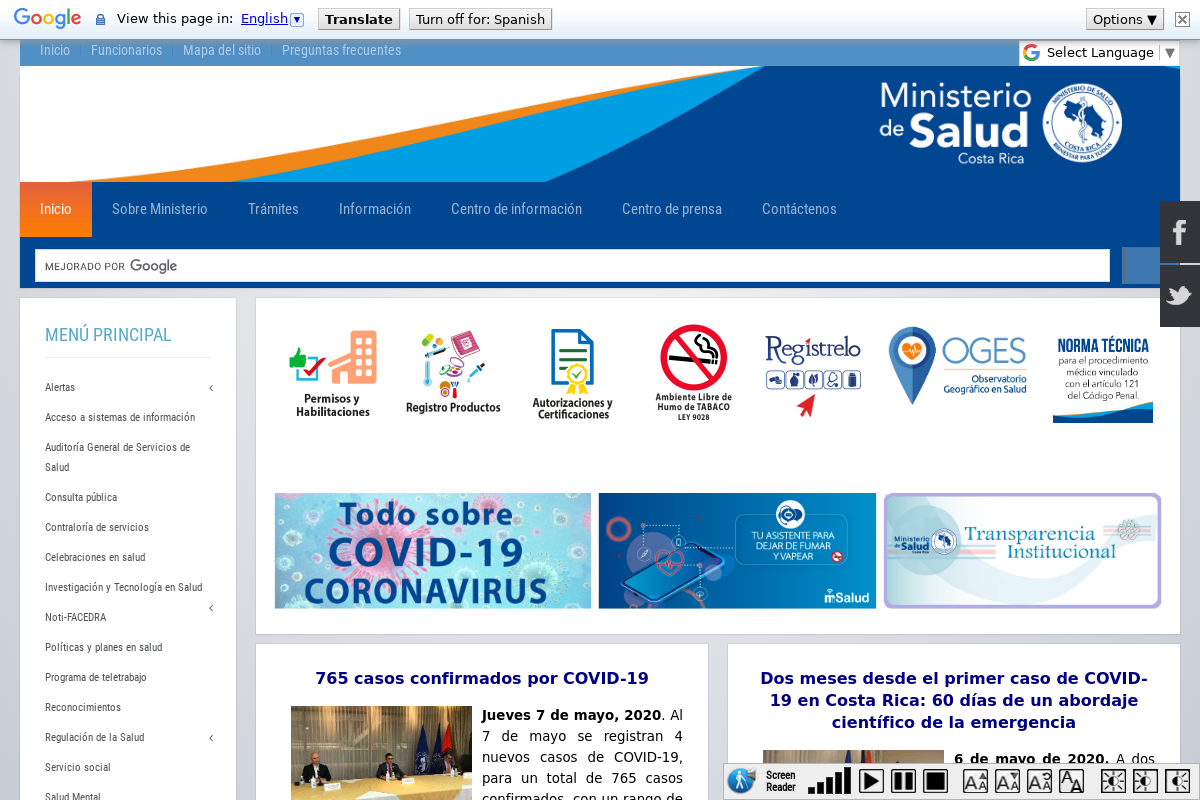 Google View this page in: English ▼ Translate Turn off for: Spanish Options ▼
Inicio Funcionarios Mapa del sitio Preguntas frecuentes
G Select Language ▼
Ministerio
de Salud
Costa Rica
MINISTERIO DE SALUD
COSTA RICA
BIENESTAR PARA TODOS
Inicio Sobre Ministerio Trámites Información Centro de información Centro de prensa Contáctenos
MEJORADO POR Google
MENÚ PRINCIPAL
Alertas
Acceso a sistemas de información
Auditoría General de Servicios de
Salud
Consulta pública
Contraloría de servicios
Celebraciones en salud
Investigación y Tecnología en Salud
Noti-FACEDRA
Políticas y planes en salud
Programa de teletrabajo
Reconocimientos
Regulación de la Salud
Servicio social
Salud Mental
Permisos y
Habilitaciones
Registro Productos
Autorizaciones y
Certificaciones
Ambiente Libre de
Humo de TABACO
LEY 9028
Regístrelo
OGES
Observatorio
Geográfico en Salud
NORMA TÉCNICA
para el procedimiento
médico vinculado
con el artículo 121
del Código Penal.
Todo sobre
COVID-19
CORONAVIRUS
TU ASISTENTE PARA
DEJAR DE FUMAR
Y VAPEAR
mSalud
Ministerio
de Salud
Costa Rica
Transparencia
Institucional
765 casos confirmados por COVID-19
Jueves 7 de mayo, 2020. Al
7 de mayo se registran 4
nuevos casos de COVID-19,
para un total de 765 casos
confirmados, con un rango de
Dos meses desde el primer caso de COVID-
19 en Costa Rica: 60 días de un abordaje
científico de la emergencia
6 de mayo de 2020. A dos
Screen
Reader